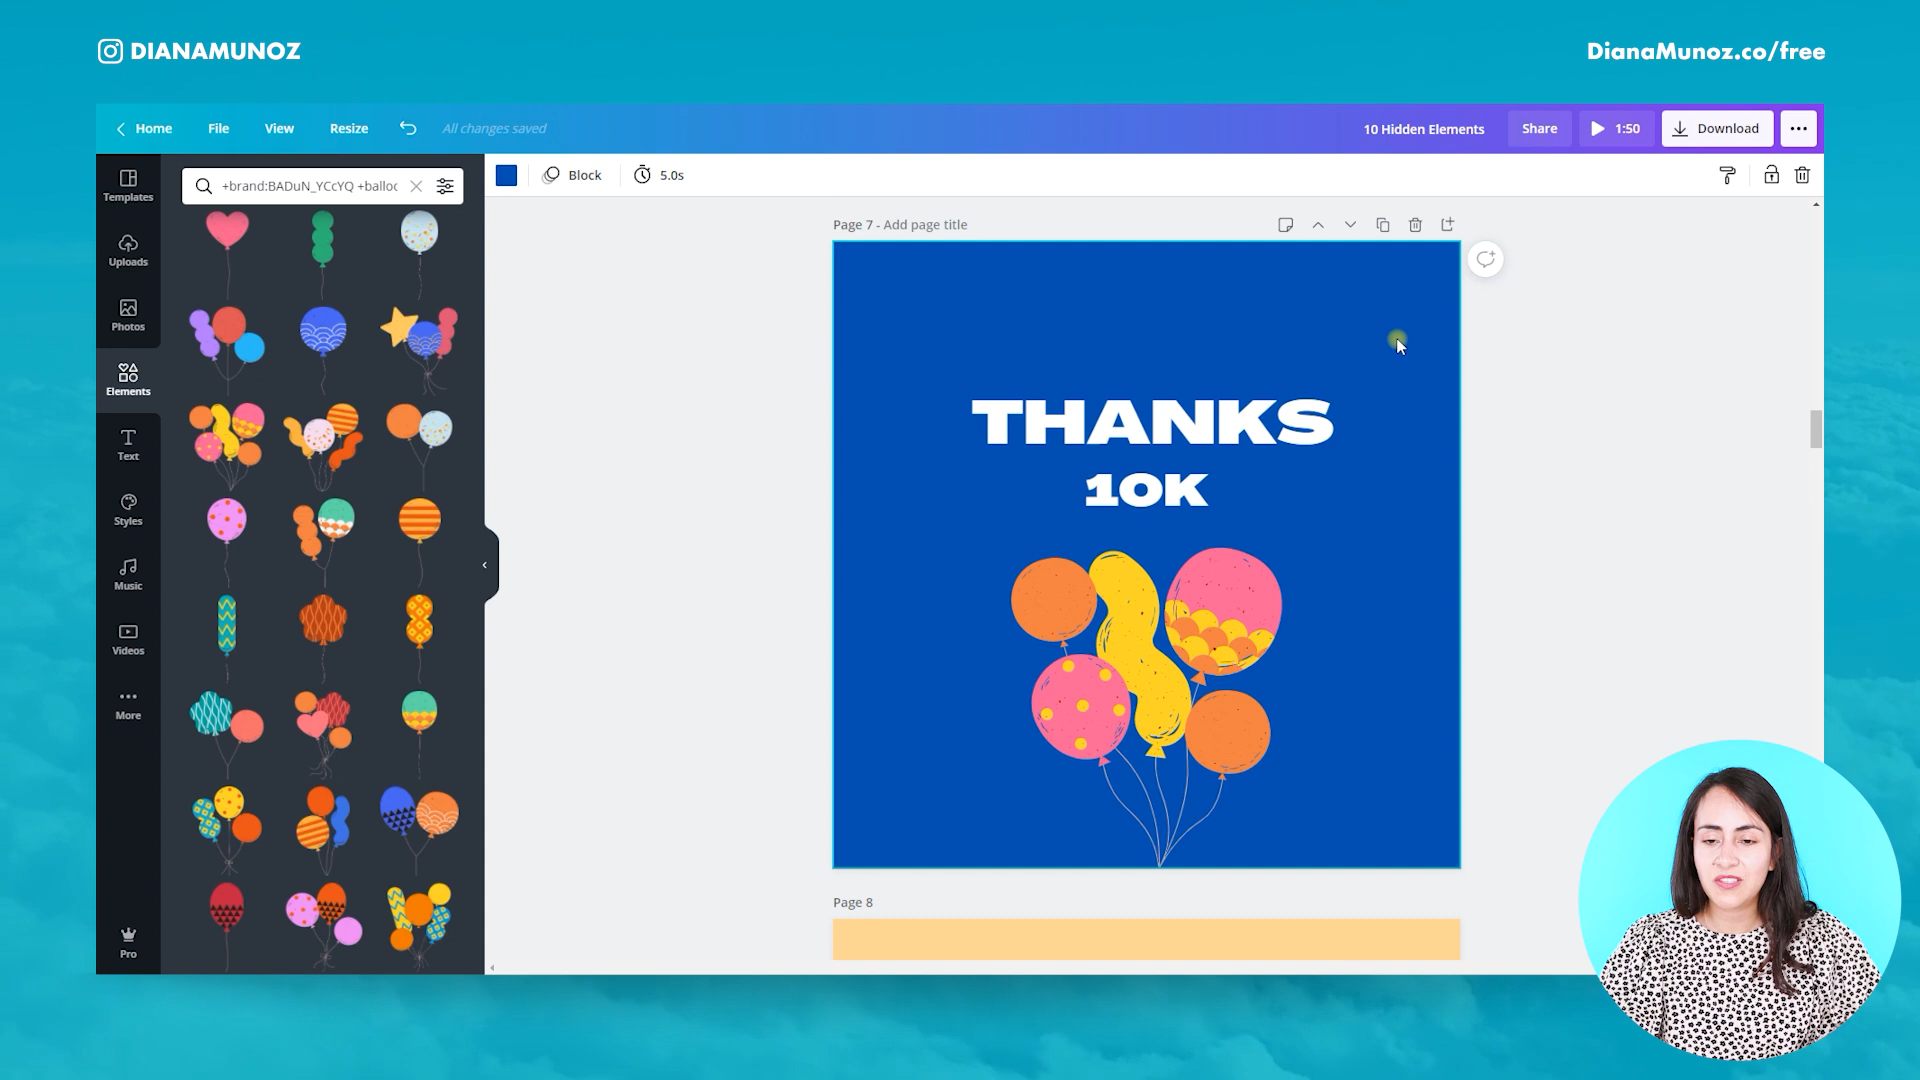 DIANAMUNOZ
DianaMunoz.co/free
Home File View Resize All changes saved 10 Hidden Elements Share 1:50 Download
+brand:BADuN_YCcYQ +balloc
Block 5.0s
Templates
Uploads
Photos
Elements
Text
Styles
Music
Videos
More
Pro
Page 7 - Add page title
THANKS
10K
Page 8